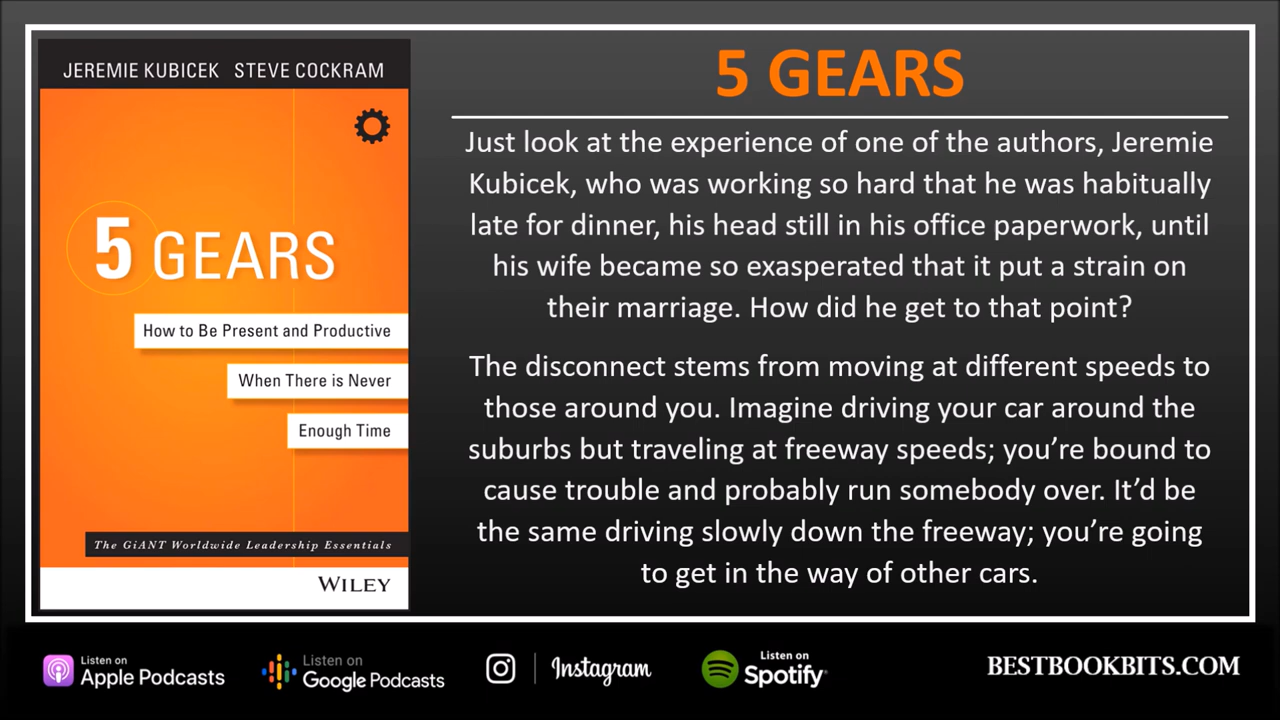 JEREMIE KUBICEK STEVE COCKRAM
5 GEARS
How to Be Present and Productive
When There is Never
Enough Time
The GiANT Worldwide Leadership Essentials
WILEY
5 GEARS
Just look at the experience of one of the authors, Jeremie
Kubicek, who was working so hard that he was habitually
late for dinner, his head still in his office paperwork, until
his wife became so exasperated that it put a strain on
their marriage. How did he get to that point?
The disconnect stems from moving at different speeds to
those around you. Imagine driving your car around the
suburbs but traveling at freeway speeds; you’re bound to
cause trouble and probably run somebody over. It’d be
the same driving slowly down the freeway; you’re going
to get in the way of other cars.
Listen on
Apple Podcasts
Listen on
Google Podcasts
Instagram
Listen on
Spotify
BESTBOOKBITS.COM